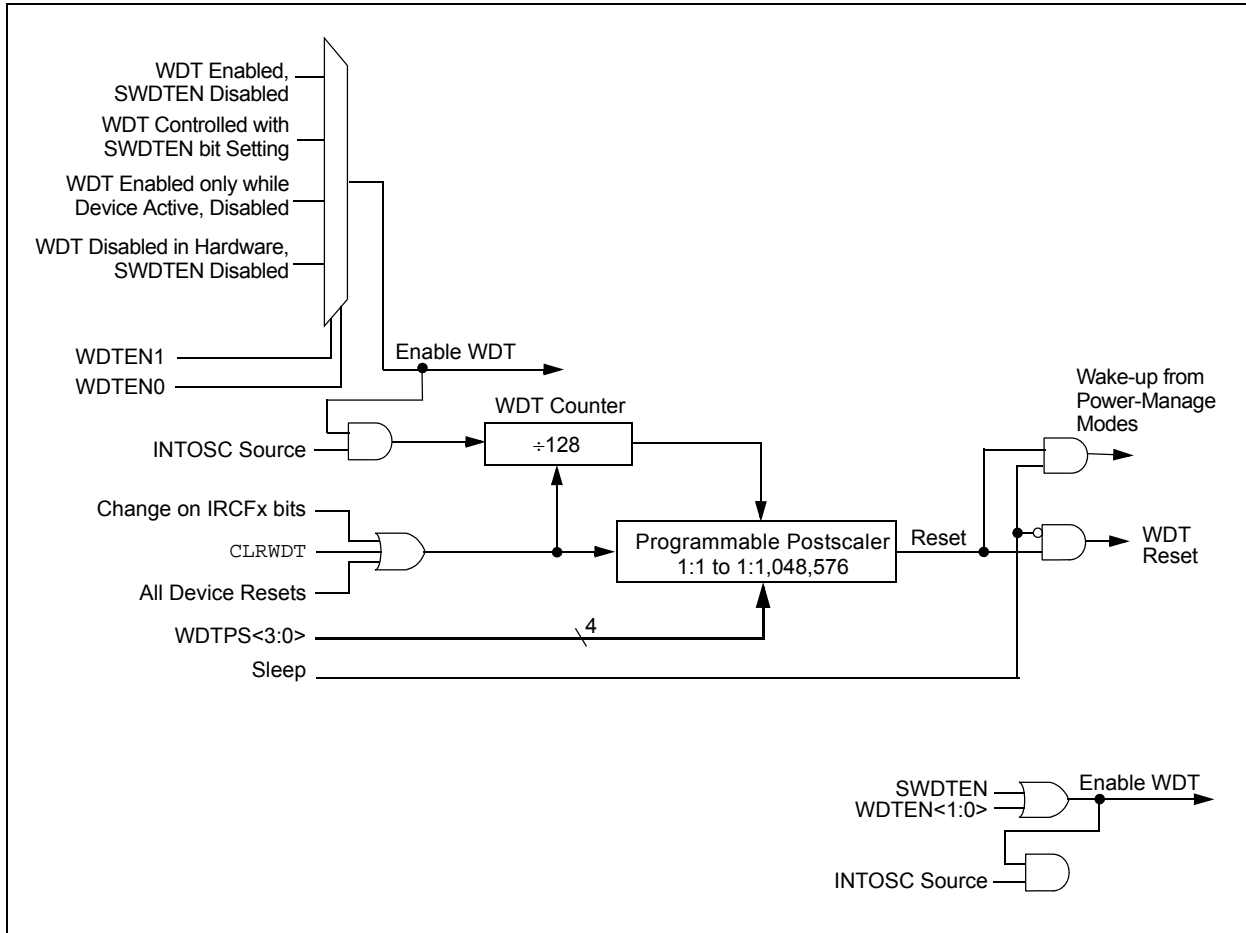 WDT Enabled,
SWDTEN Disabled
WDT Controlled with
SWDTEN bit Setting
WDT Enabled only while
Device Active, Disabled
WDT Disabled in Hardware,
SWDTEN Disabled
WDTEN1
WDTEN0
Enable WDT
WDT Counter
÷128
INTOSC Source
Wake-up from
Power-Manage
Modes
Change on IRCFx bits
CLRWDT
All Device Resets
Programmable Postscaler
1:1 to 1:1,048,576
Reset
WDT
Reset
WDTPS<3:0>
4
Sleep
SWDTEN
WDTEN<1:0>
Enable WDT
INTOSC Source